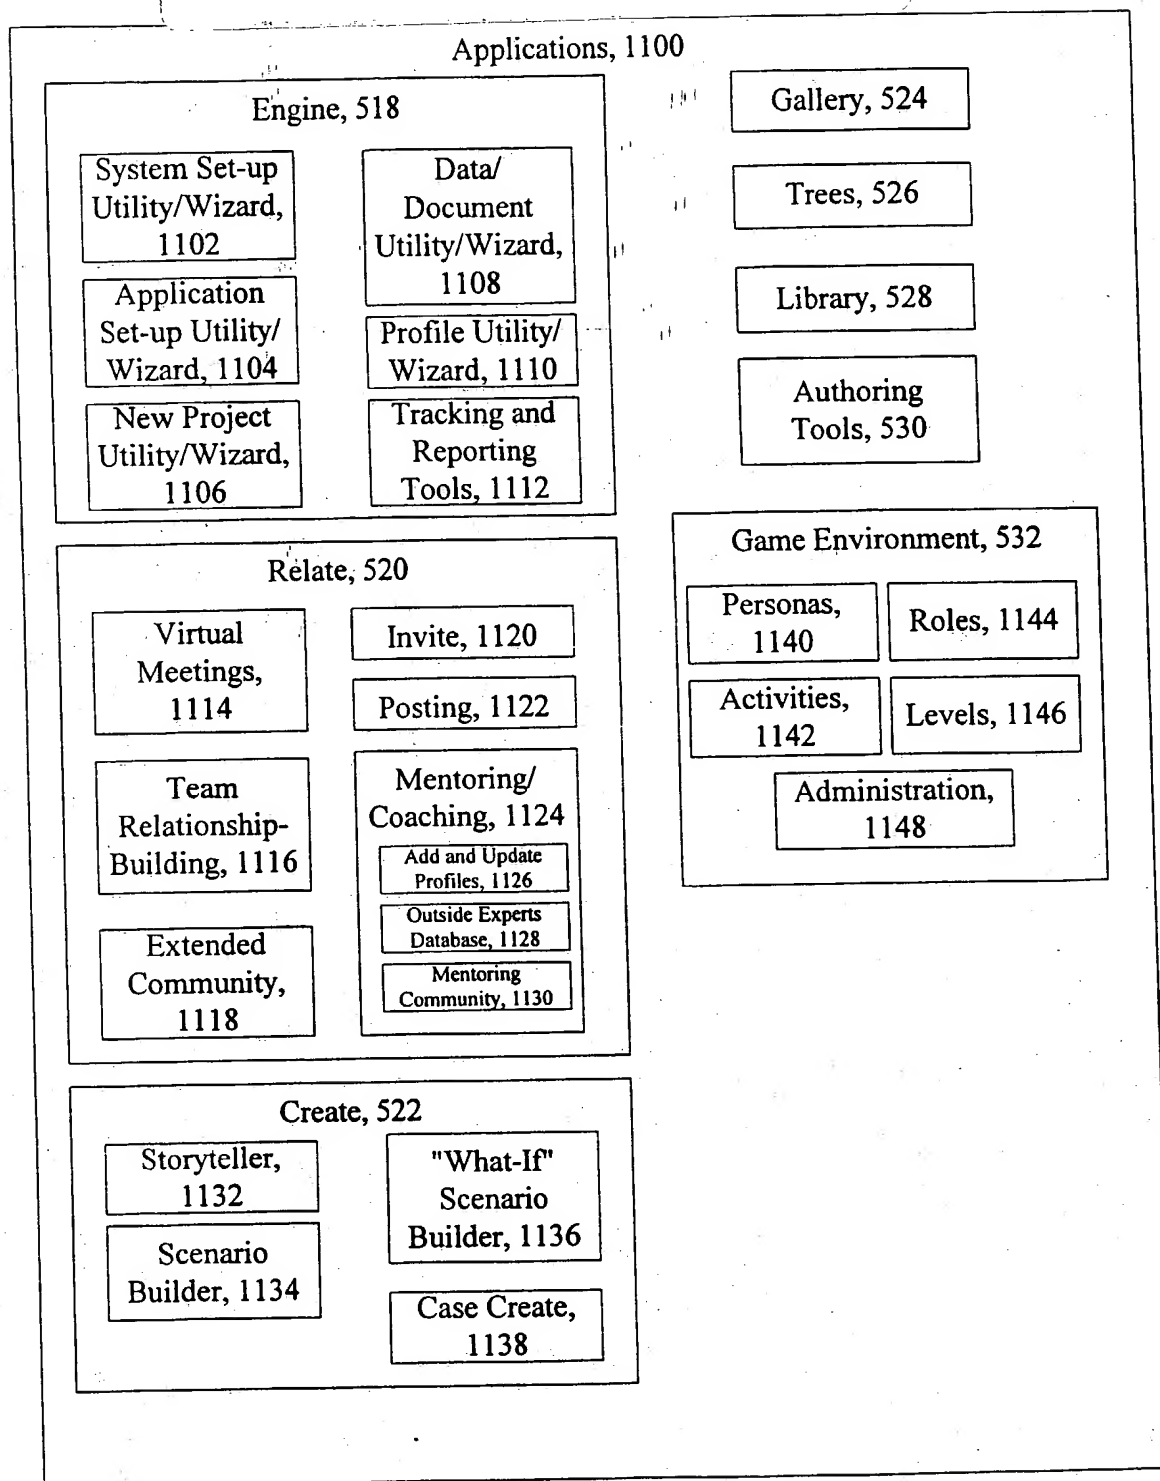 Applications, 1100
Engine, 518
System Set-up
Utility/Wizard,
1102
Application
Set-up Utility/
Wizard, 1104
New Project
Utility/Wizard,
1106
Data/
Document
Utility/Wizard,
1108
Profile Utility/
Wizard, 1110
Tracking and
Reporting
Tools, 1112
Relate, 520
Virtual
Meetings,
1114
Team
Relationship-
Building, 1116
Extended
Community,
1118
Invite, 1120
Posting, 1122
Mentoring/
Coaching, 1124
Add and Update
Profiles, 1126
Outside Experts
Database, 1128
Mentoring
Community, 1130
Create, 522
Storyteller,
1132
Scenario
Builder, 1134
"What-If"
Scenario
Builder, 1136
Case Create,
1138
Gallery, 524
Trees, 526
Library, 528
Authoring
Tools, 530
Game Environment, 532
Personas,
1140
Roles, 1144
Activities,
1142
Levels, 1146
Administration,
1148